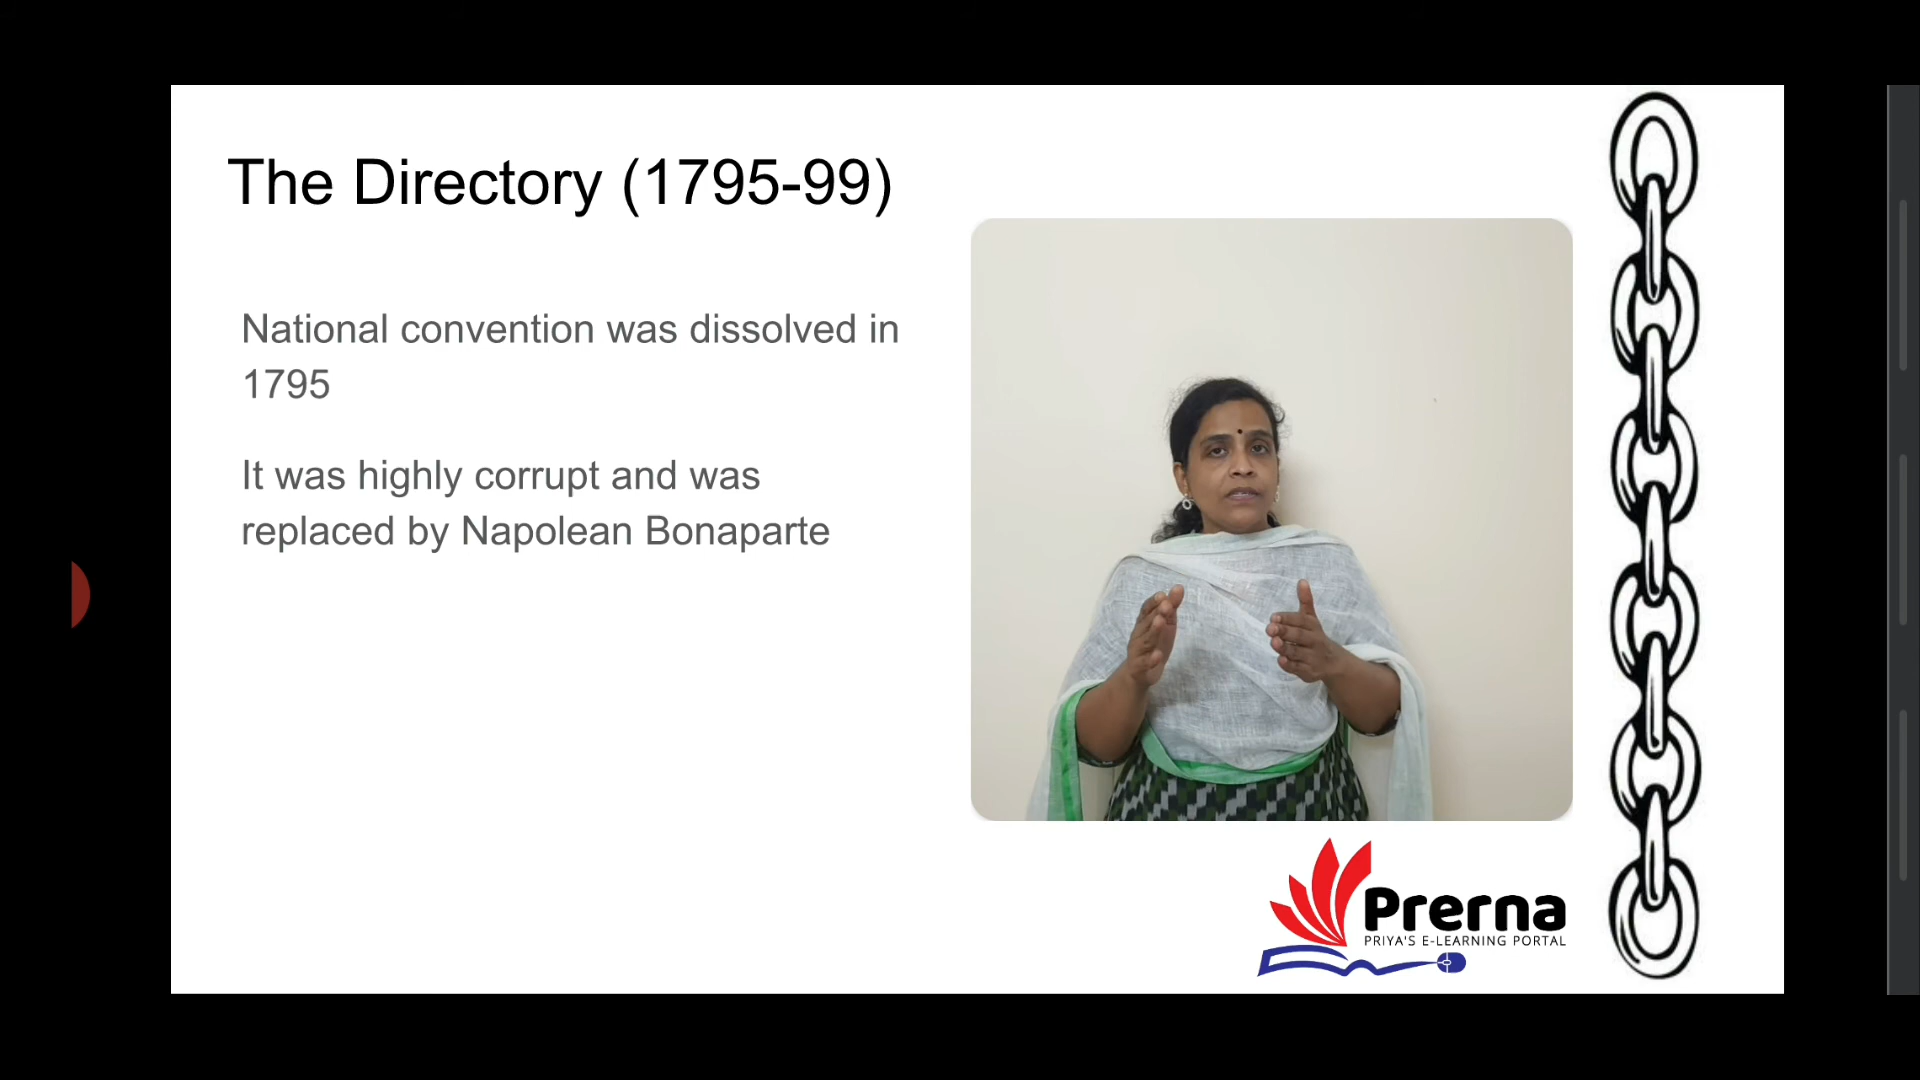 The Directory (1795-99)
National convention was dissolved in
1795
It was highly corrupt and was
replaced by Napolean Bonaparte
Prerna
PRIYA'S E-LEARNING PORTAL